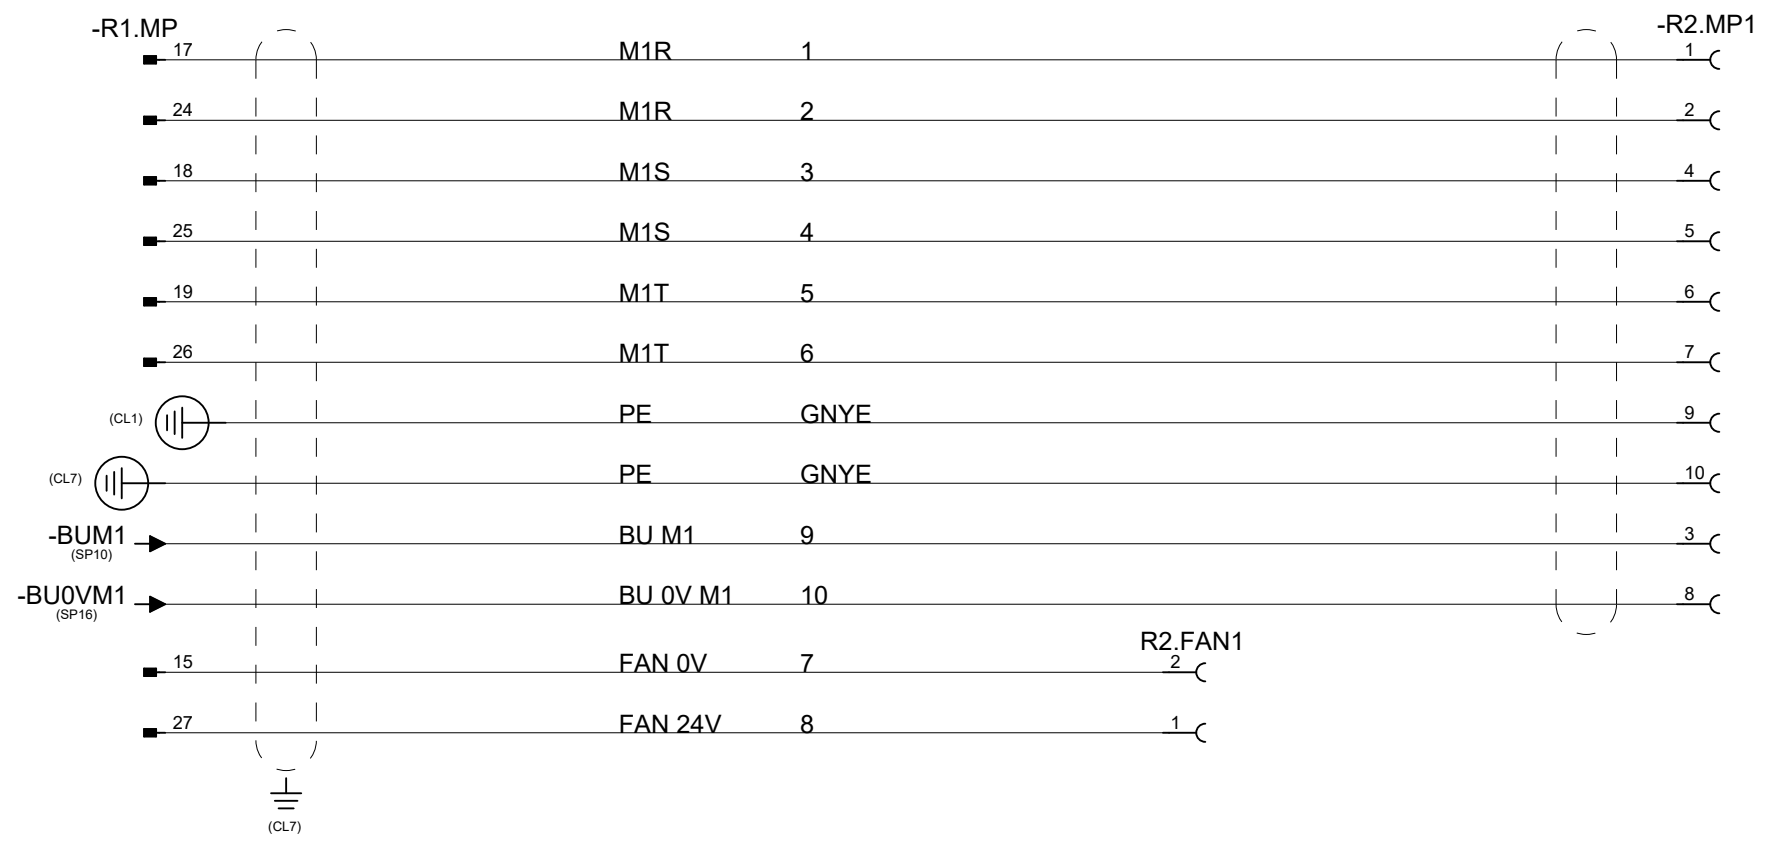 -R1.MP -R2.MP1
17 M1R 1 1
24 M1R 2 2
18 M1S 3 4
25 M1S 4 5
19 M1T 5 6
26 M1T 6 7
(CL1) PE GNYE 9
(CL7) PE GNYE 10
-BUM1 BU M1 9 3
(SP10)
-BU0VM1 BU 0V M1 10 8
(SP16)
R2.FAN1
15 FAN 0V 7 2
27 FAN 24V 8 1
(CL7)